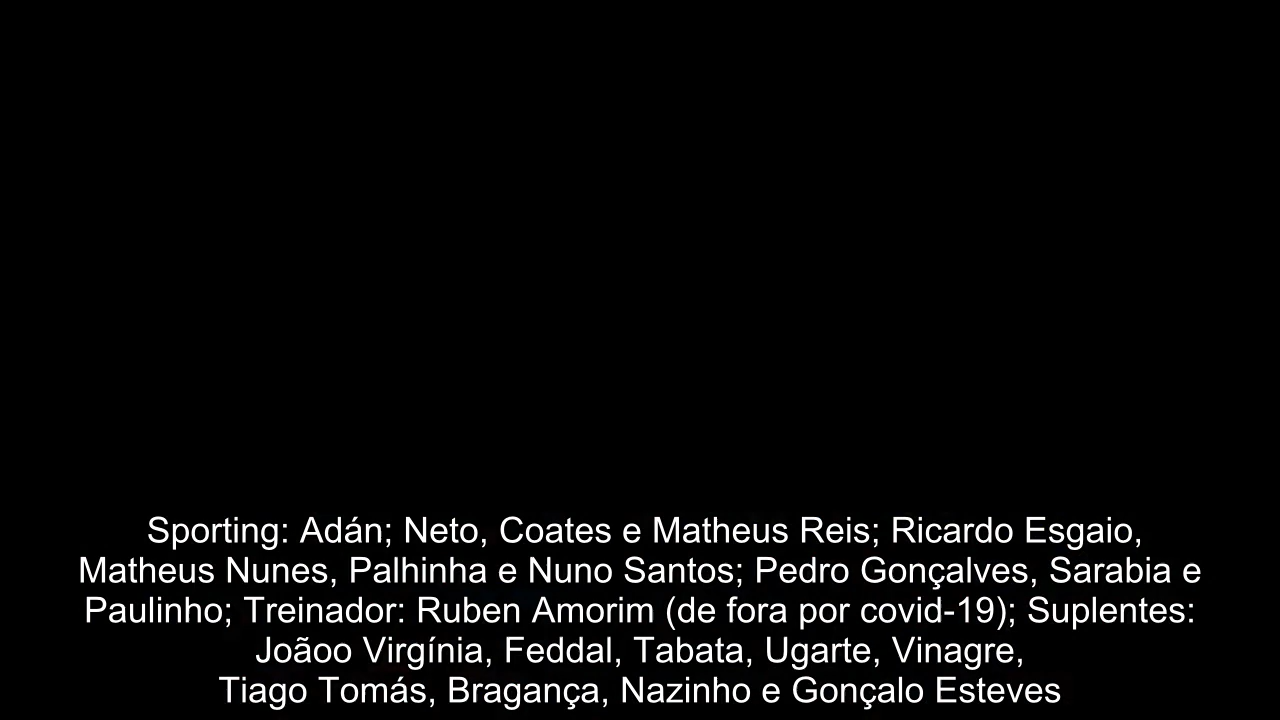 Sporting: Adán; Neto, Coates e Matheus Reis; Ricardo Esgaio,
Matheus Nunes, Palhinha e Nuno Santos; Pedro Gonçalves, Sarabia e
Paulinho; Treinador: Ruben Amorim (de fora por covid-19); Suplentes:
Joãoo Virgínia, Feddal, Tabata, Ugarte, Vinagre,
Tiago Tomás, Bragança, Nazinho e Gonçalo Esteves